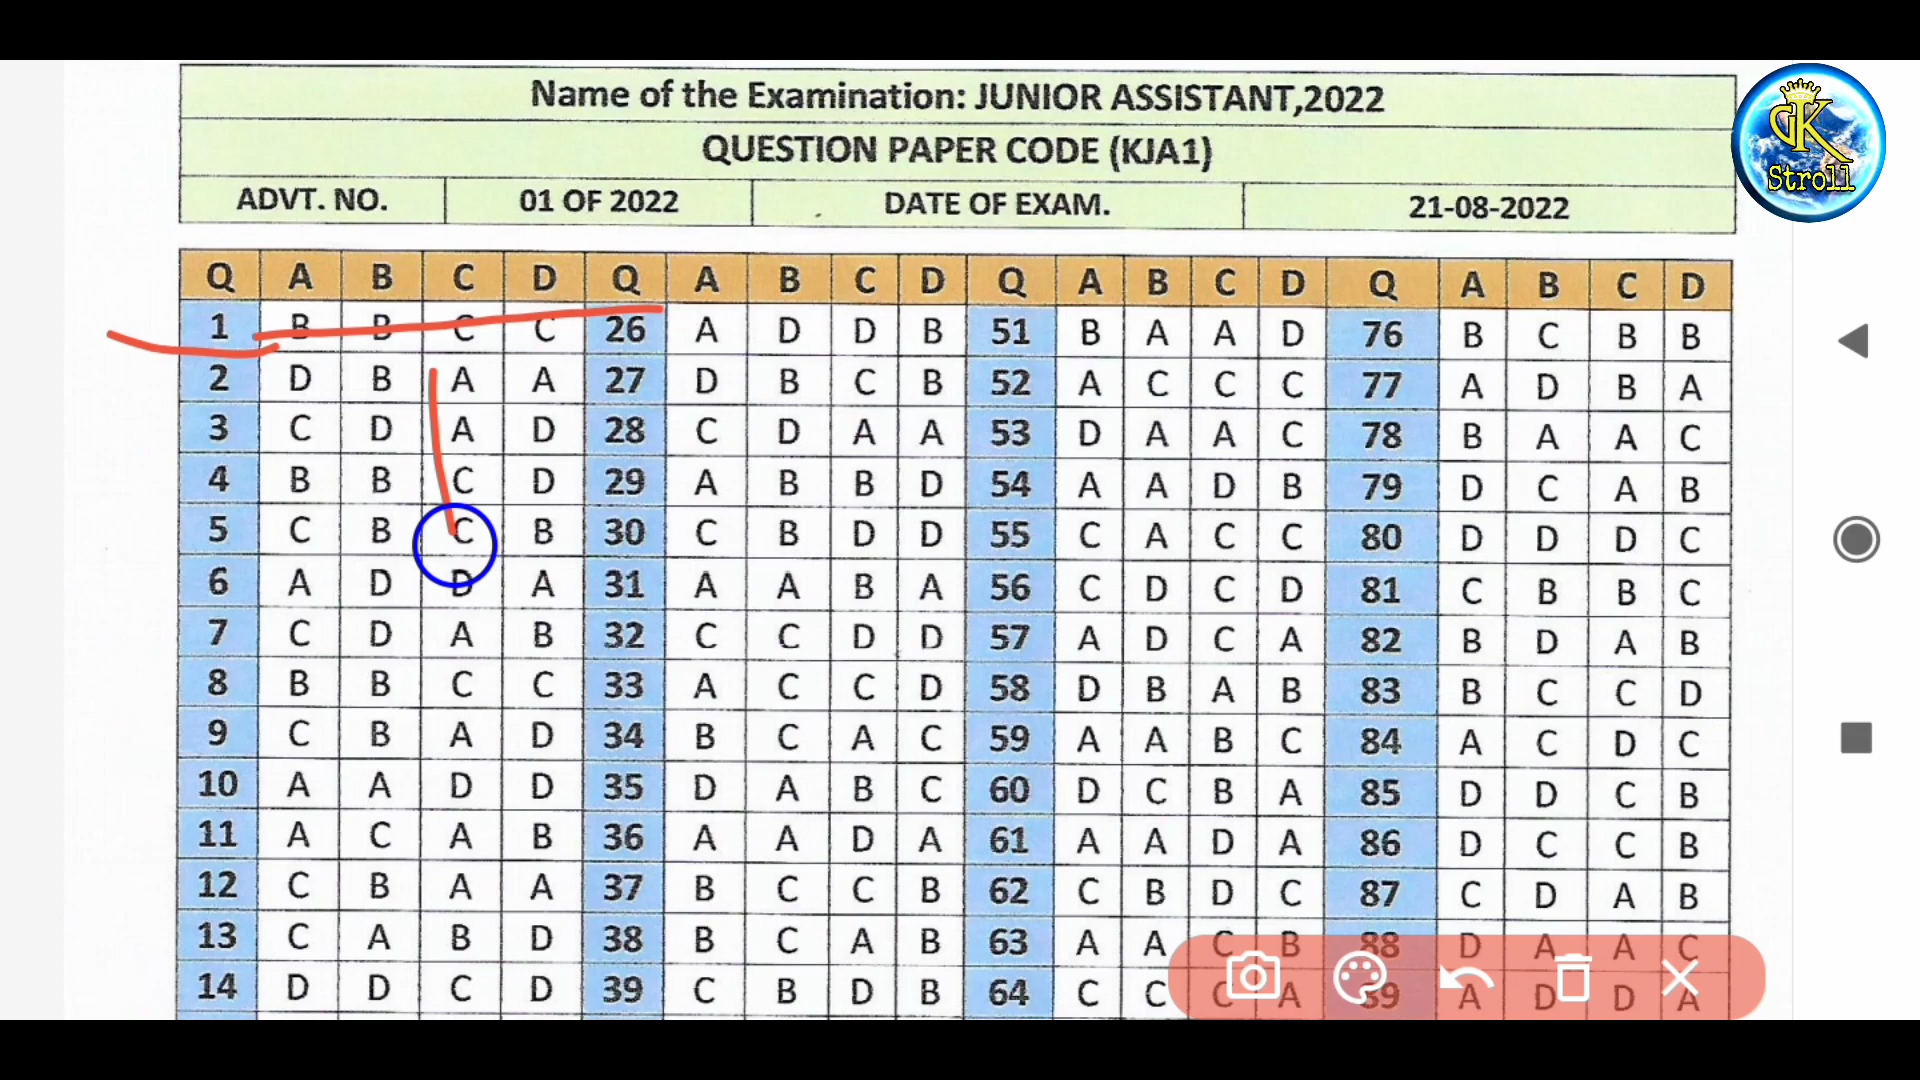 Name of the Examination: JUNIOR ASSISTANT,2022
QUESTION PAPER CODE (KJA1)
ADVT. NO. 01 OF 2022 DATE OF EXAM. 21-08-2022
GK
Stroll
Q A B C D Q A B C D Q A B C D Q A B C D
1 B B C C 26 A D D B 51 B A A D 76 B C B B
2 D B A A 27 D B C B 52 A C C C 77 A D B A
3 C D A D 28 C D A A 53 D A A C 78 B A A C
4 B B C D 29 A B B D 54 A A D B 79 D C A B
5 C B C B 30 C B D D 55 C A C C 80 D D D C
6 A D D A 31 A A B A 56 C D C D 81 C B B C
7 C D A B 32 C C D D 57 A D C A 82 B D A B
8 B B C C 33 A C C D 58 D B A B 83 B C C D
9 C B A D 34 B C A C 59 A A B C 84 A C D C
10 A A D D 35 D A B C 60 D C B A 85 D D C B
11 A C A B 36 A A D A 61 A A D A 86 D C C B
12 C B A A 37 B C C B 62 C B D C 87 C D A B
13 C A B D 38 B C A B 63 A A C B 88 D A A C
14 D D C D 39 C B D B 64 C C C A 89 A D D A